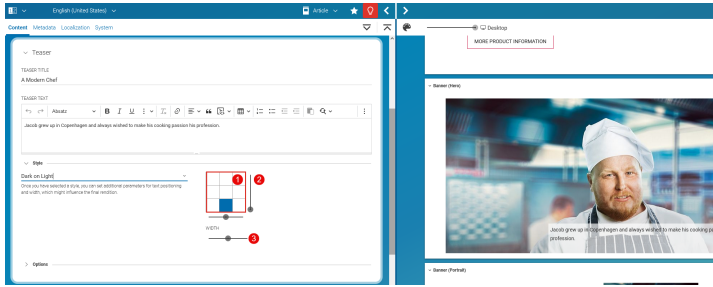 English (United States)
Article
Content Metadata Localization System
Desktop
MORE PRODUCT INFORMATION
Teaser
TEASER TITLE
A Modern Chef
TEASER TEXT
Absatz
B I U
Jacob grew up in Copenhagen and always wished to make his cooking passion his profession.
Style
Dark on Light
Once you have selected a style, you can set additional parameters for text positioning
and width, which might influence the final rendition.
1
2
WIDTH
3
Options
Banner (Hero)
Jacob grew up in Copenhagen and always wished to make his cooking pa
profession.
Banner (Portrait)